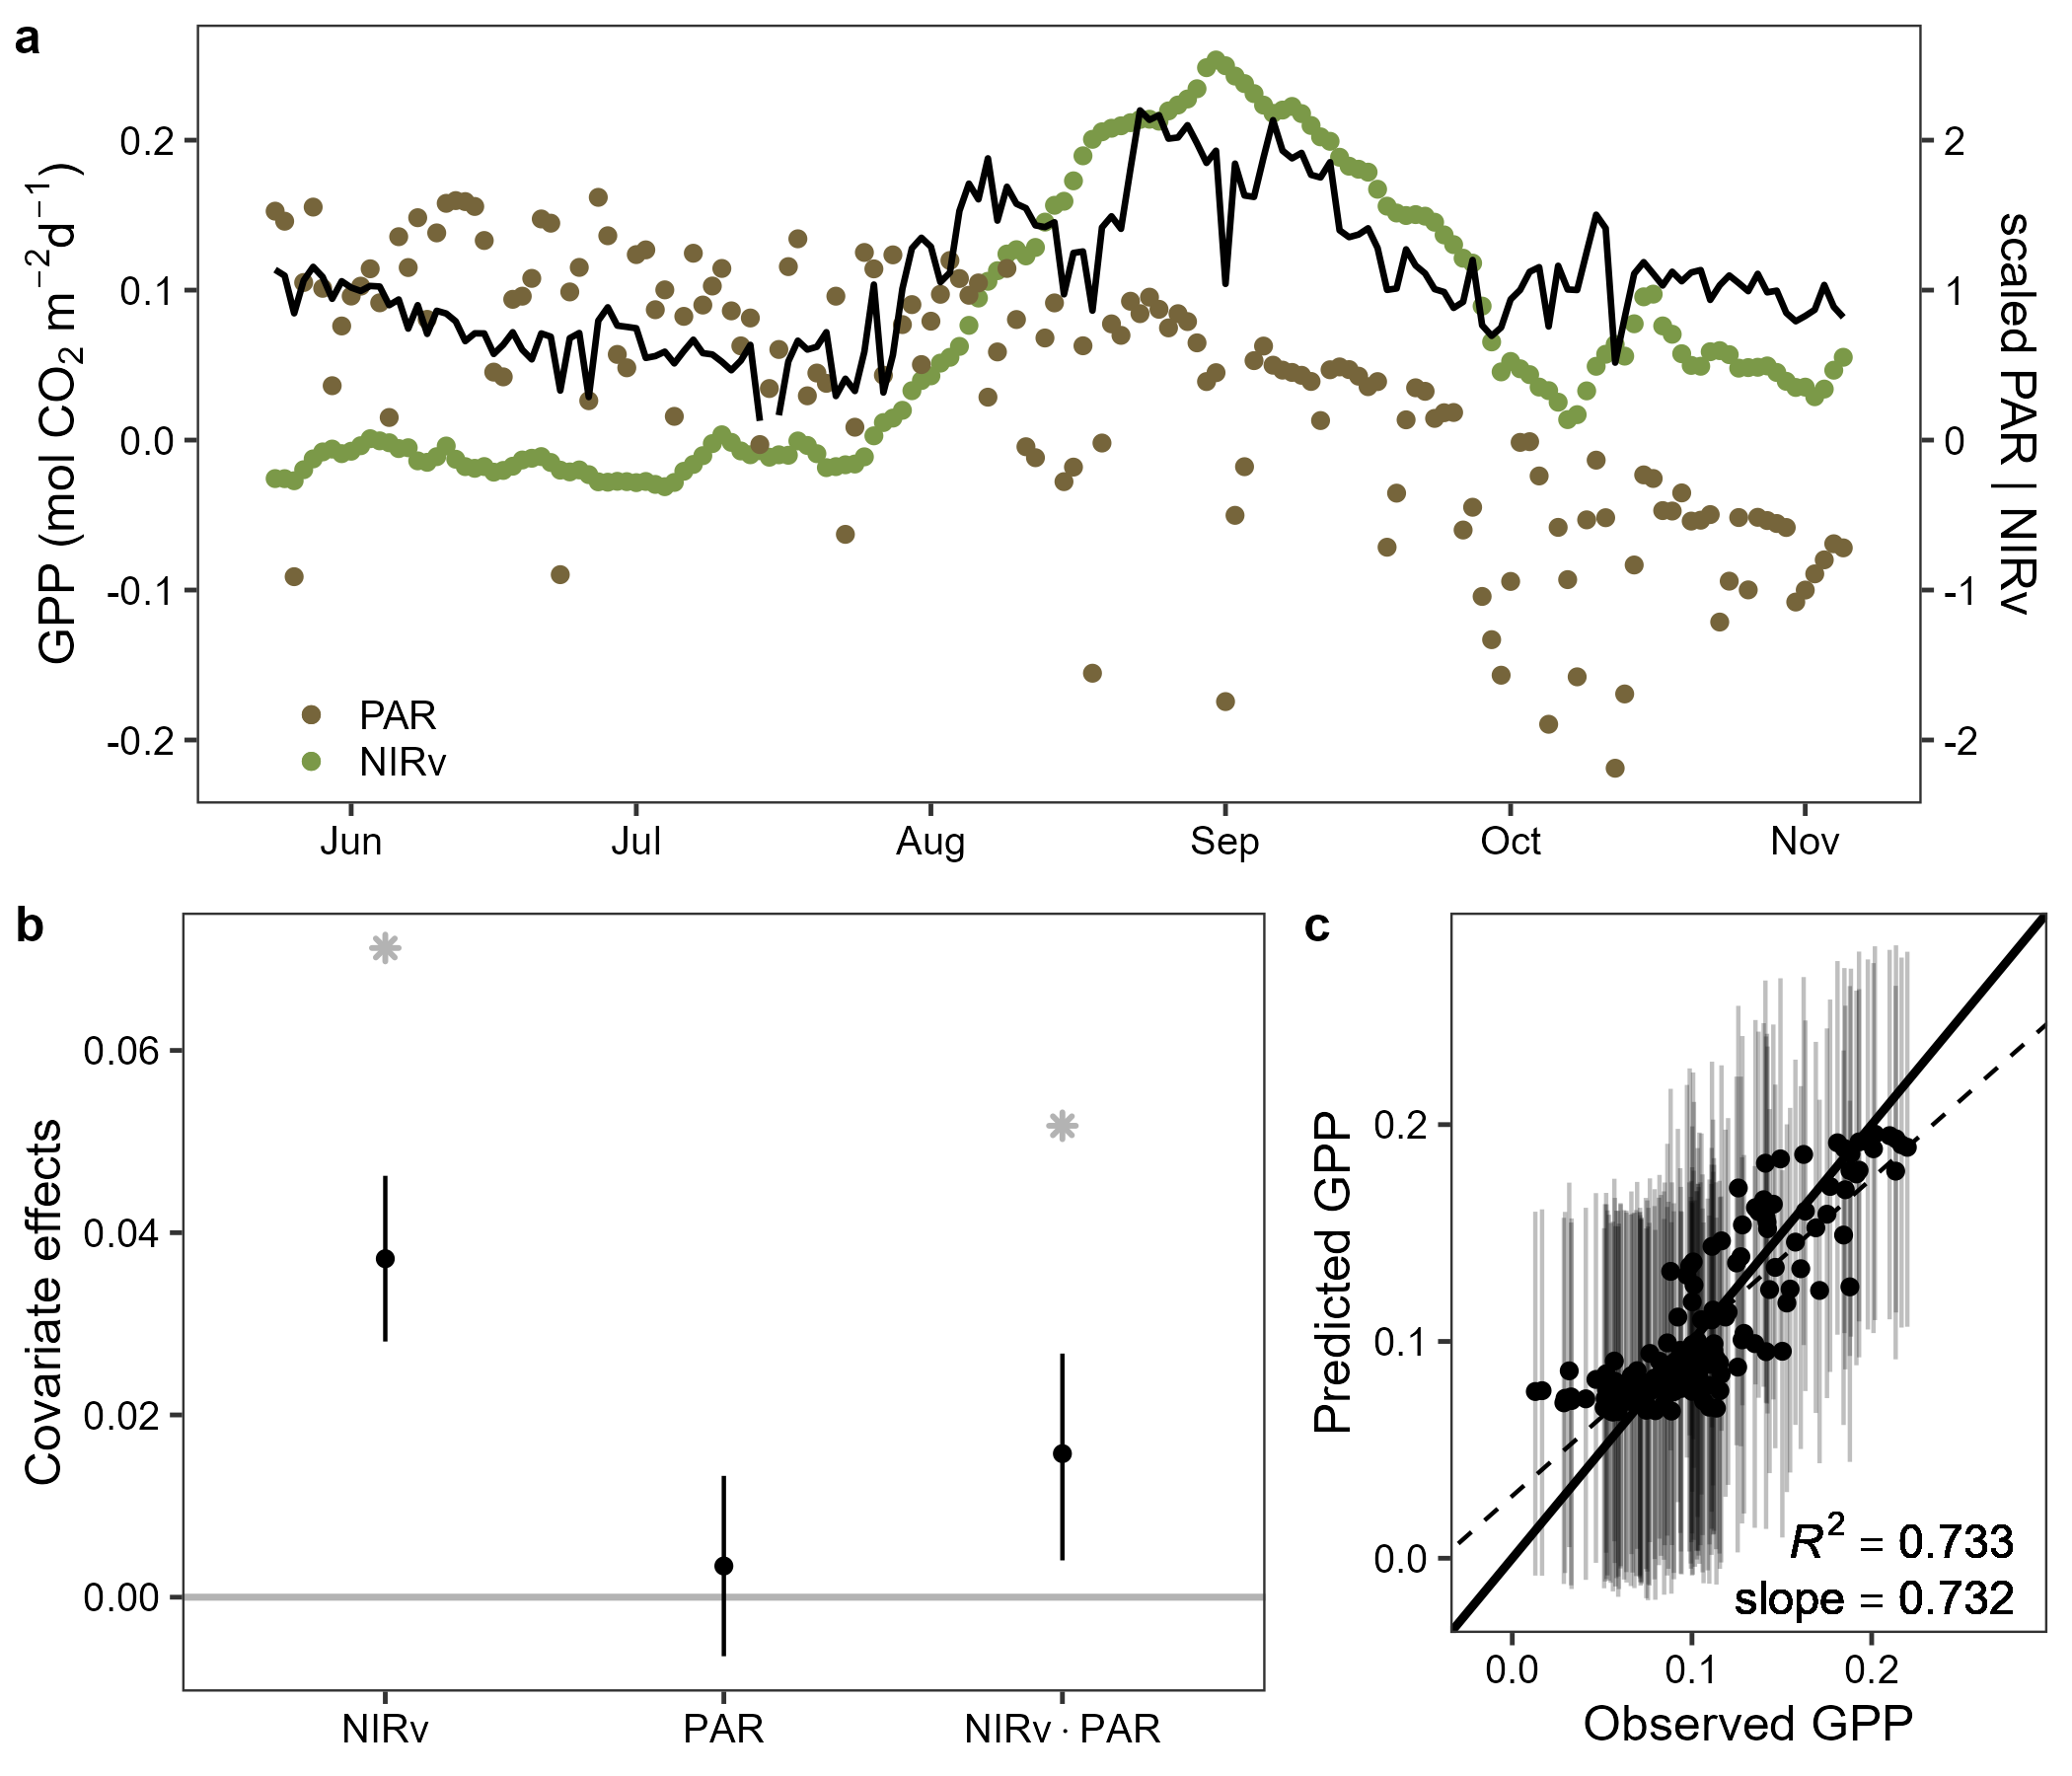 a
GPP (mol CO₂ m⁻²d⁻¹)
0.2
0.1
0.0
-0.1
-0.2
2
1
0
-1
-2
scaled PAR | NIRv
PAR
NIRv
Jun Jul Aug Sep Oct Nov
b
Covariate effects
0.06
0.04
0.02
0.00
NIRv PAR NIRv · PAR
c
Predicted GPP
0.2
0.1
0.0
R² = 0.733
slope = 0.732
0.0 0.1 0.2
Observed GPP